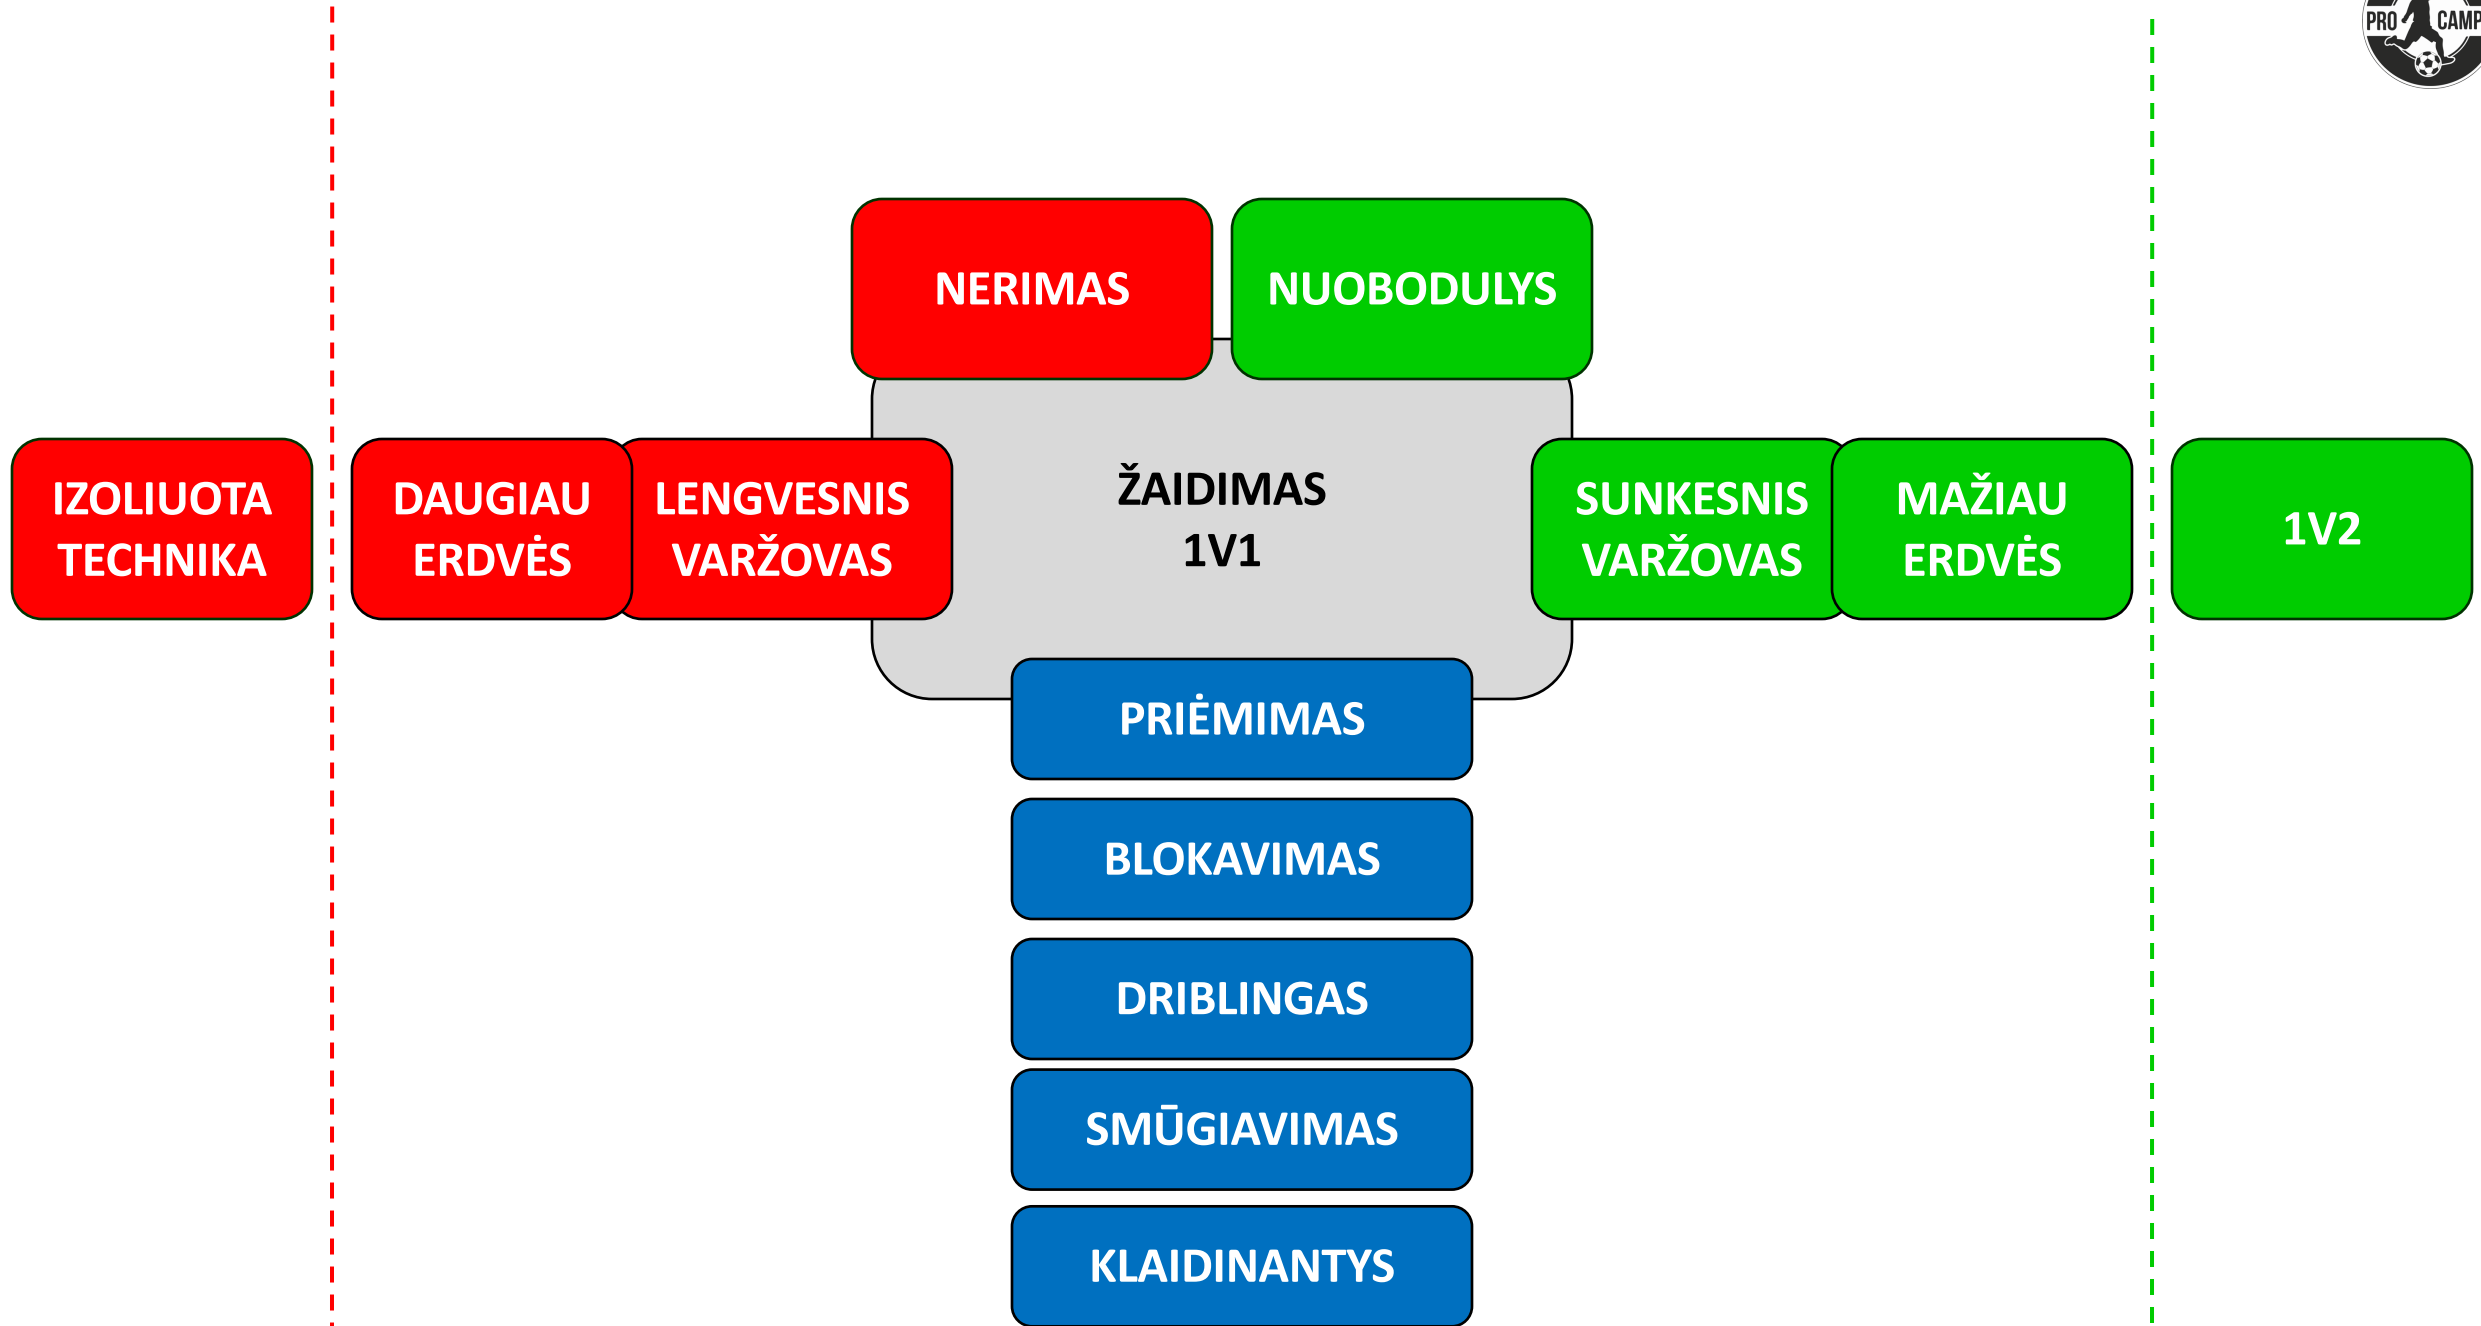 PRO CAMP
NERIMAS
NUOBODULYS
IZOLIUOTA
TECHNIKA
DAUGIAU
ERDVĖS
LENGVESNIS
VARŽOVAS
ŽAIDIMAS
1V1
SUNKESNIS
VARŽOVAS
MAŽIAU
ERDVĖS
1V2
PRIĖMIMAS
BLOKAVIMAS
DRIBLINGAS
SMŪGIAVIMAS
KLAIDINANTYS